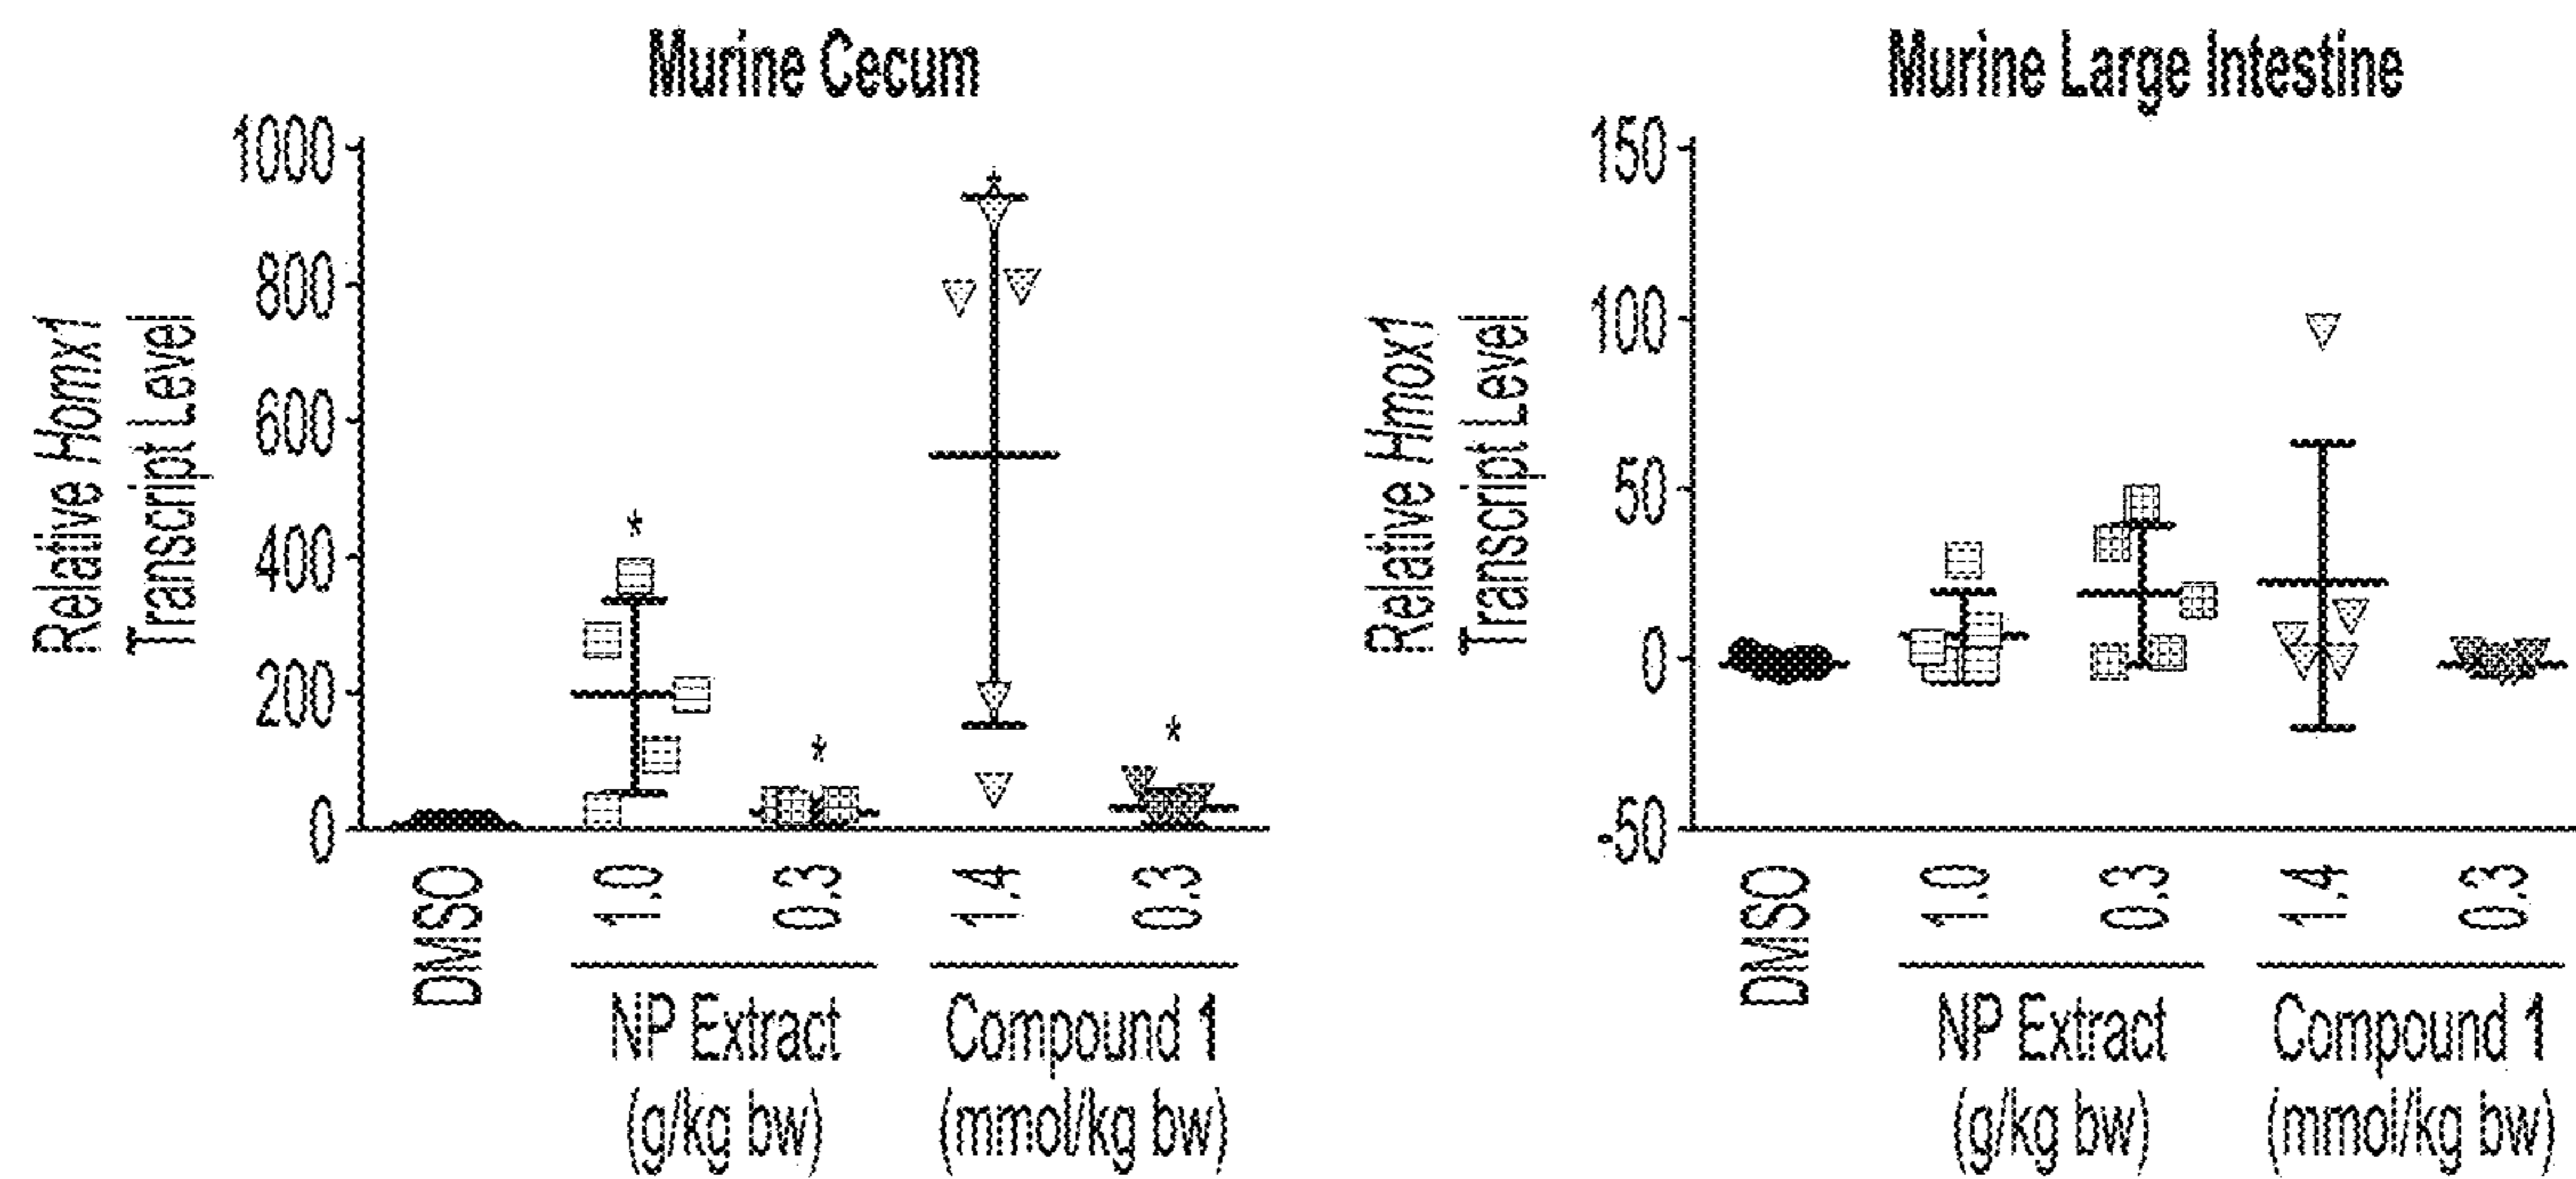 Murine Cecum
Relative Homx1
Transcript Level
1000
800
600
400
200
0
*
*
*
*
DMSO
1.0
0.3
1.4
0.3
NP Extract
(g/kg bw)
Compound 1
(mmol/kg bw)
Murine Large Intestine
Relative Hmox1
Transcript Level
150
100
50
0
-50
DMSO
1.0
0.3
1.4
0.3
NP Extract
(g/kg bw)
Compound 1
(mmol/kg bw)